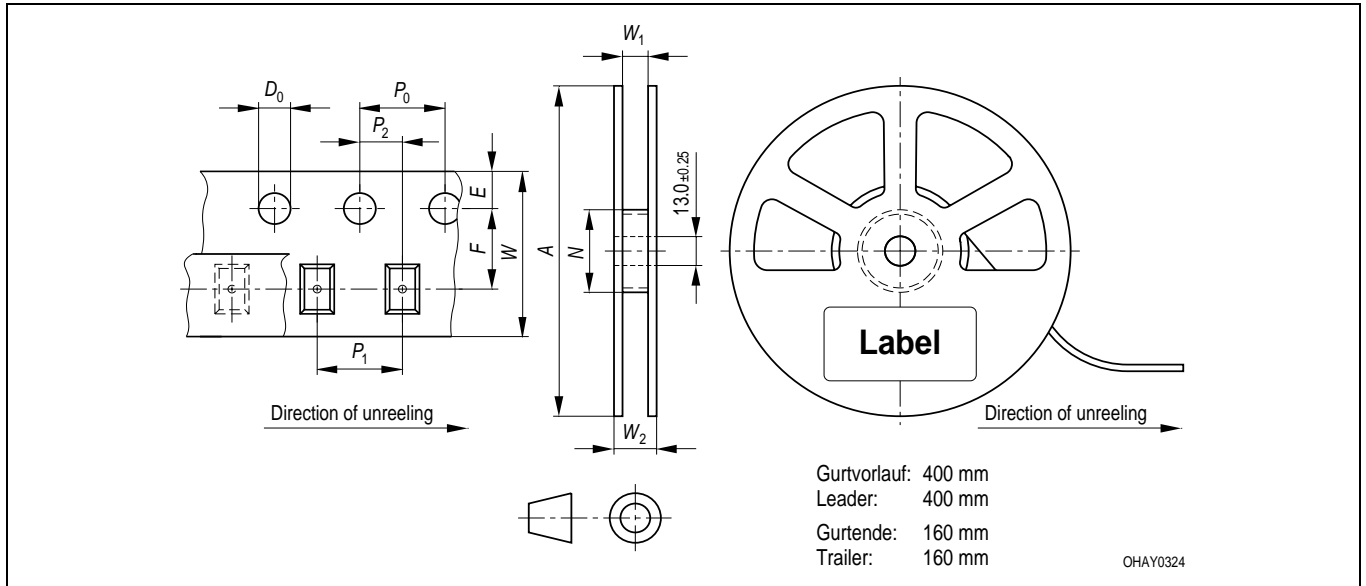 W1
D0
P0
P2
E
F
W
A
N
13.0±0.25
P1
W2
Label
Direction of unreeling
Direction of unreeling
Gurtvorlauf: 400 mm
Leader: 400 mm
Gurtende: 160 mm
Trailer: 160 mm
OHAY0324